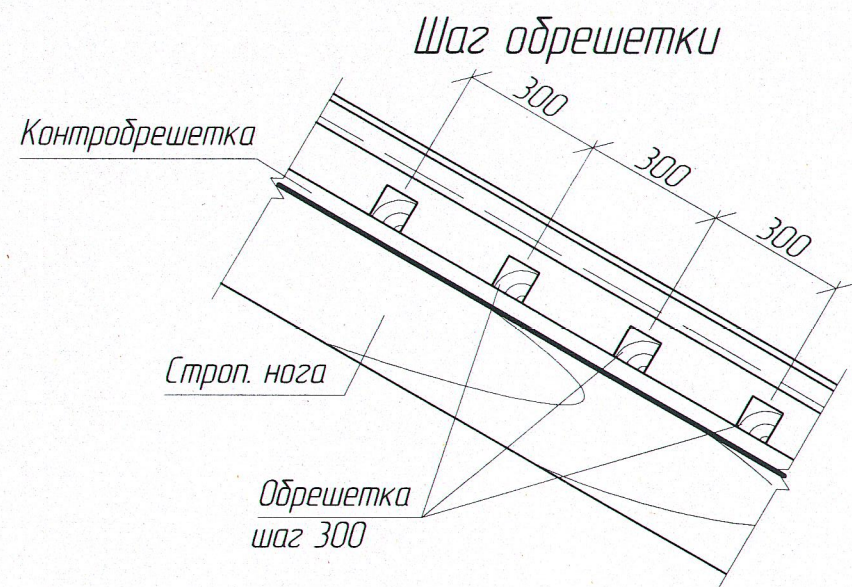 Шаг обрешетки
300
300
300
Контробрешетка
Строп. нога
Обрешетка
шаг 300